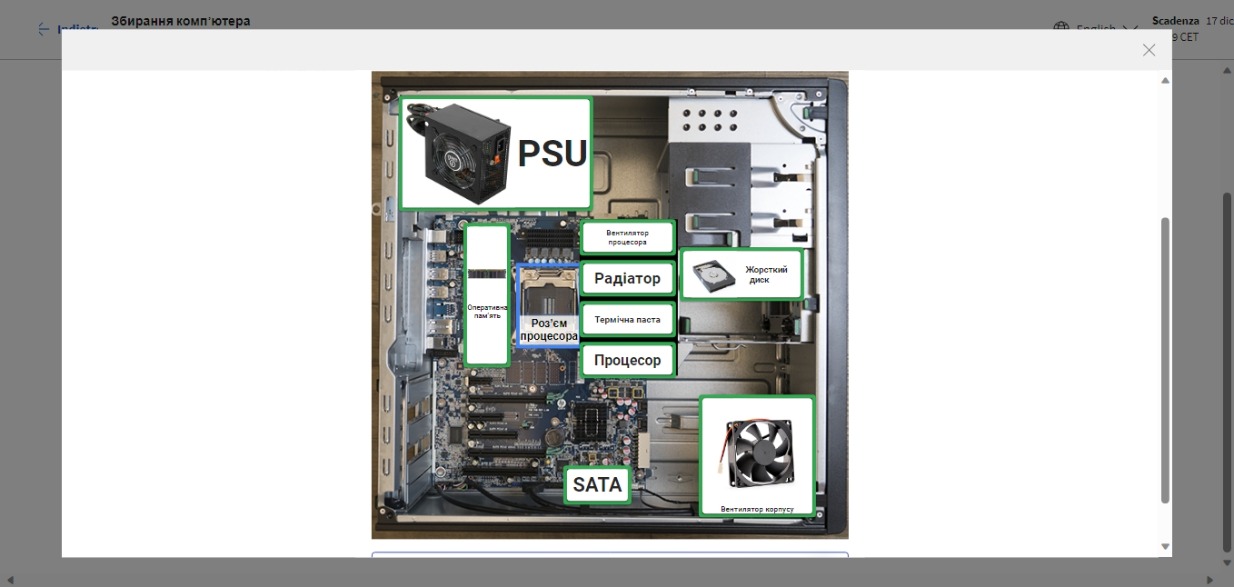 Збирання комп'ютера
English
Scadenza 17 dic
9 CET
PSU
Вентилятор
процесора
Радіатор
Жорсткий
диск
Оперативна
пам'ять
Термічна паста
Роз'єм
процесора
Процесор
SATA
Вентилятор корпусу